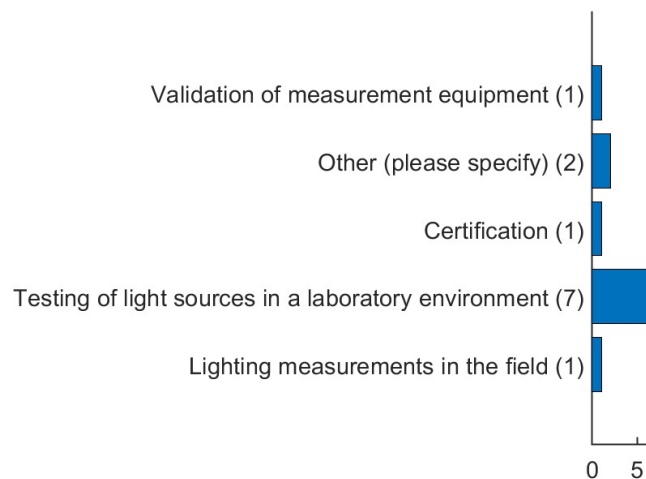 Validation of measurement equipment (1)
Other (please specify) (2)
Certification (1)
Testing of light sources in a laboratory environment (7)
Lighting measurements in the field (1)
0 5